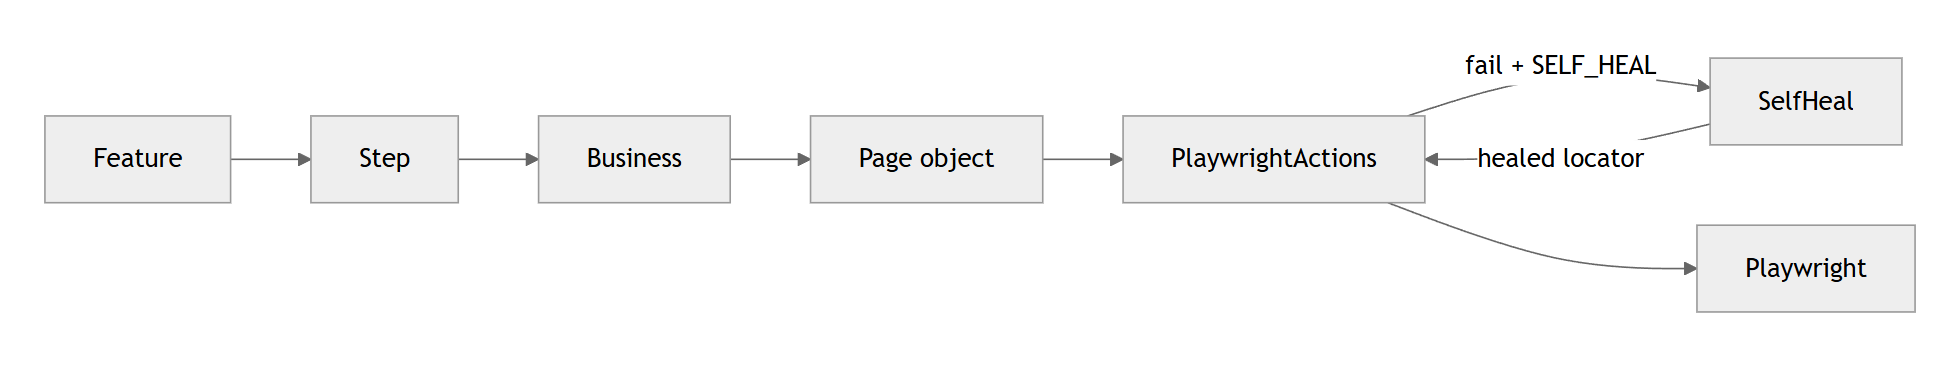 Feature
Step
Business
Page object
PlaywrightActions
fail + SELF_HEAL
healed locator
SelfHeal
Playwright